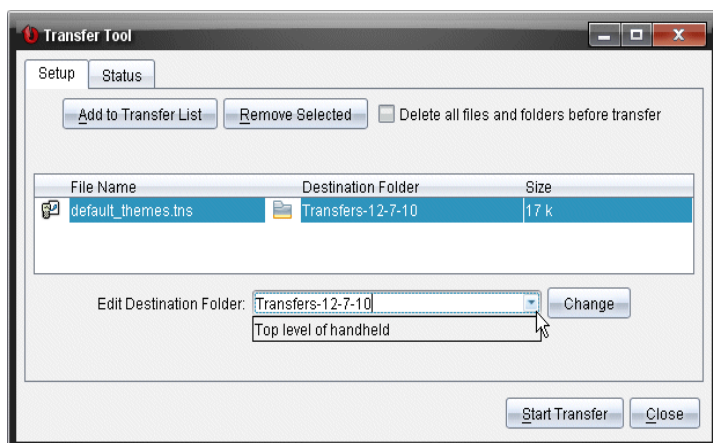 Transfer Tool
Setup Status
Add to Transfer List Remove Selected Delete all files and folders before transfer
File Name Destination Folder Size
default_themes.tns Transfers-12-7-10 17 k
Edit Destination Folder: Transfers-12-7-10 Change
Top level of handheld
Start Transfer Close